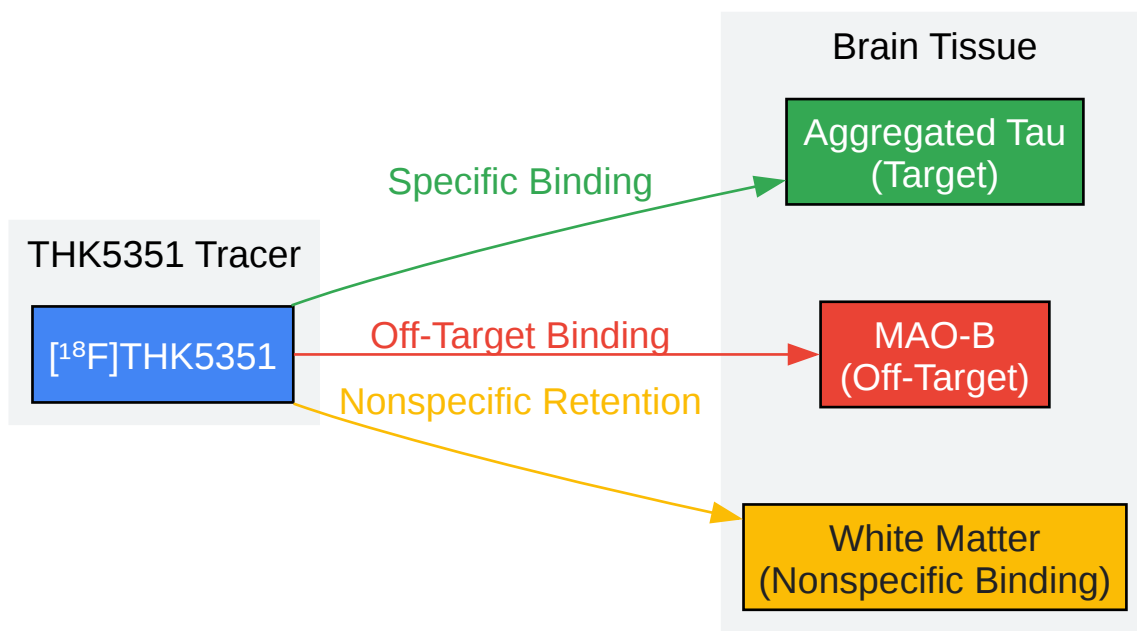 Brain Tissue
Aggregated Tau
(Target)
Specific Binding
THK5351 Tracer
[¹⁸F]THK5351
Off-Target Binding
MAO-B
(Off-Target)
Nonspecific Retention
White Matter
(Nonspecific Binding)